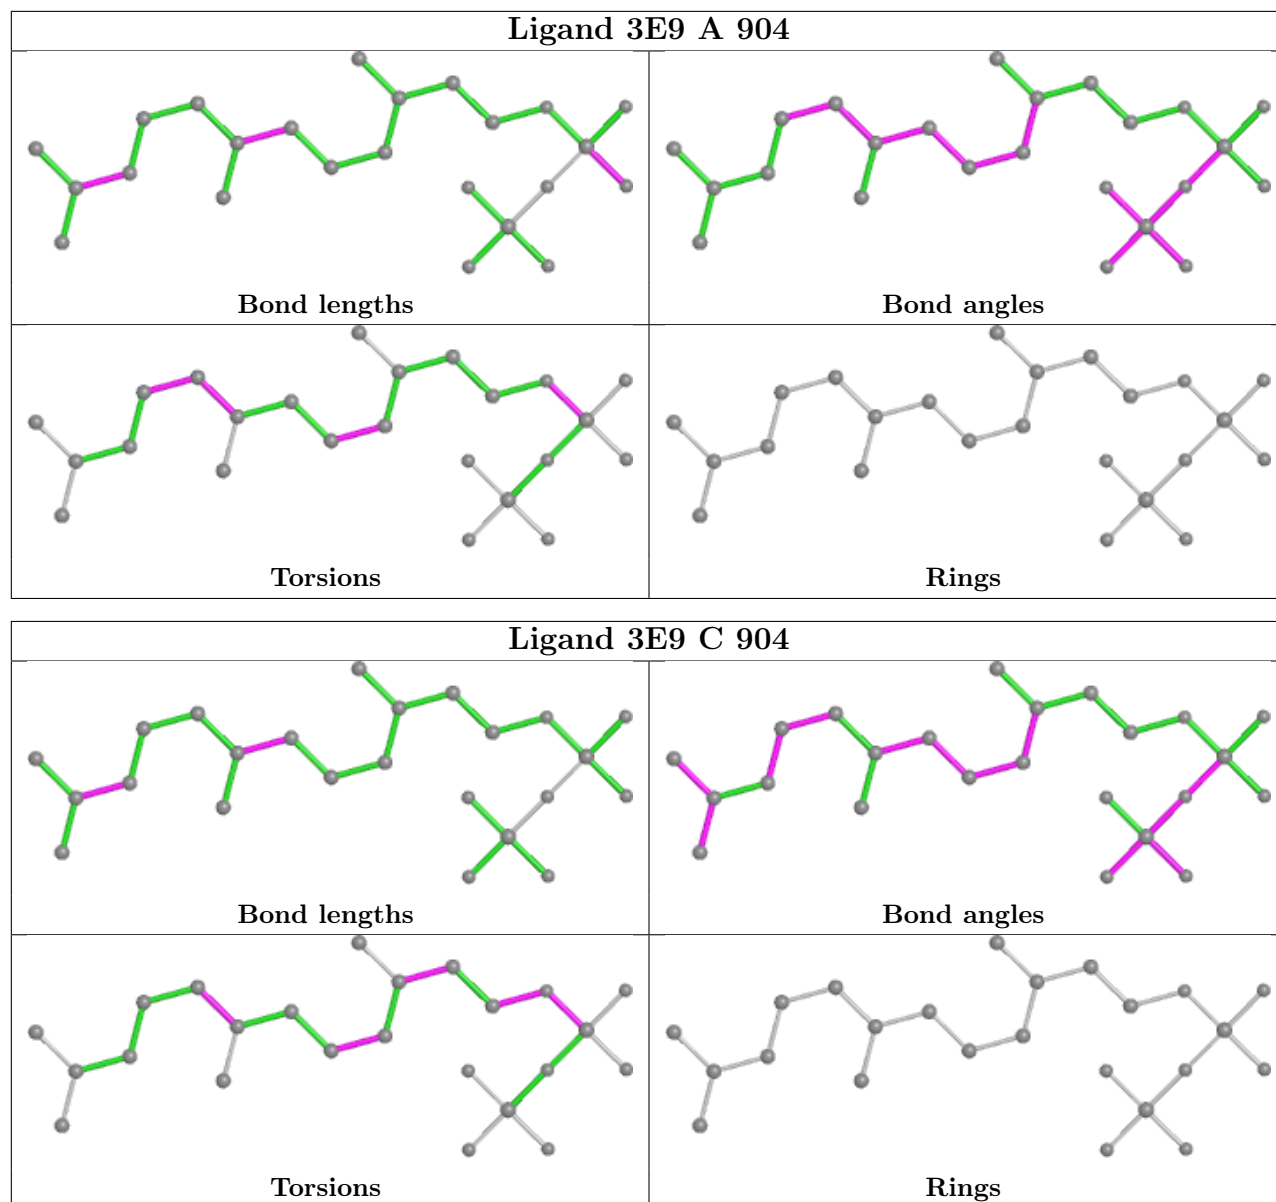 Ligand 3E9 A 904
Bond lengths
Bond angles
Torsions
Rings
Ligand 3E9 C 904
Bond lengths
Bond angles
Torsions
Rings